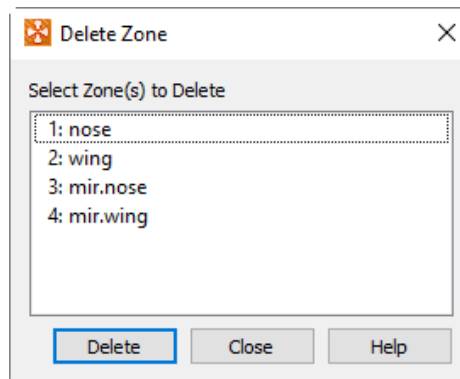 Delete Zone
Select Zone(s) to Delete
1: nose
2: wing
3: mir.nose
4: mir.wing
Delete Close Help